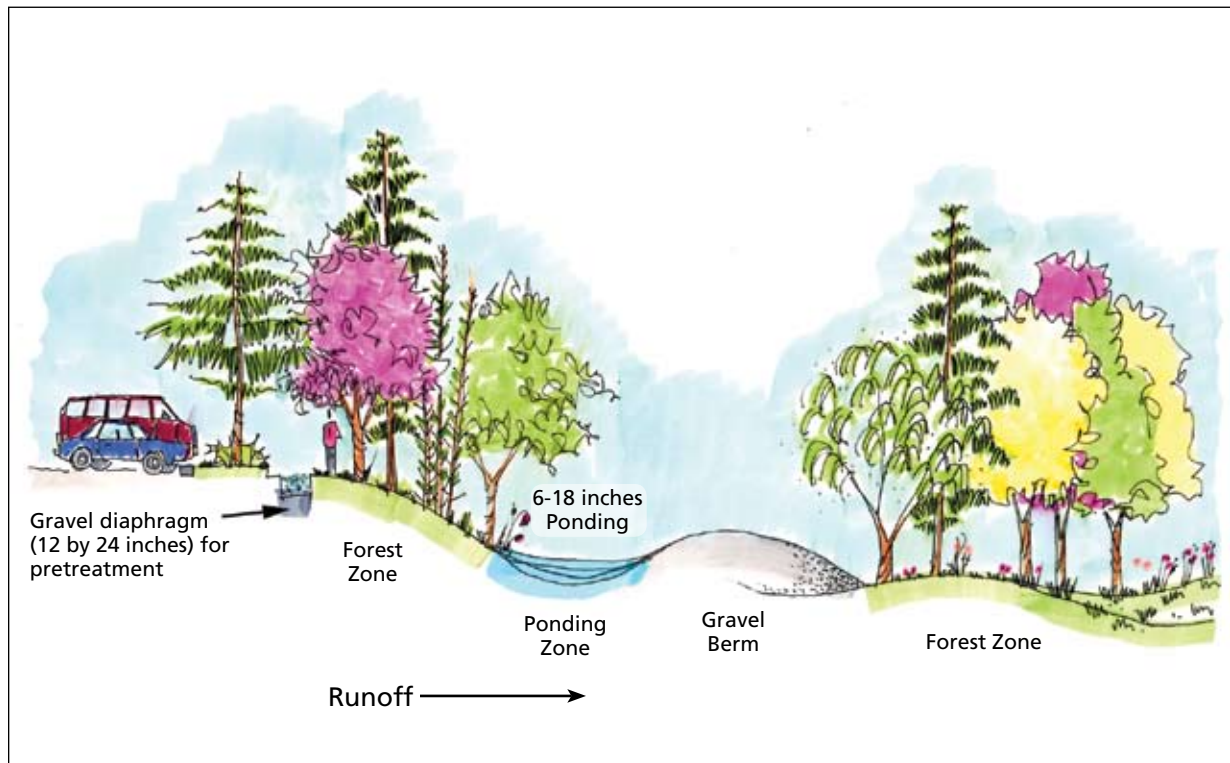 6-18 inches
Ponding
Gravel diaphragm
(12 by 24 inches) for
pretreatment
Forest
Zone
Ponding
Zone
Gravel
Berm
Forest Zone
Runoff